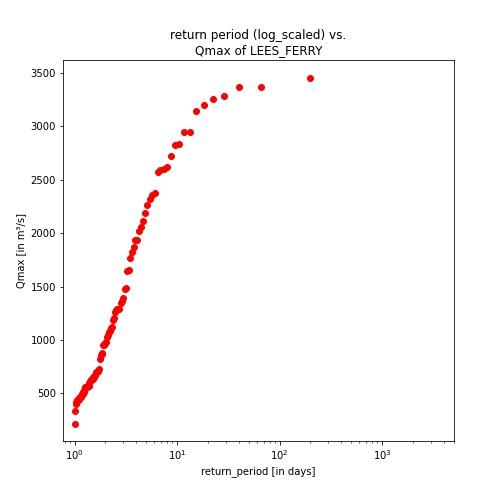 return period (log_scaled) vs.
Qmax of LEES_FERRY
3500
3000
2500
2000
1500
1000
500
Qmax [in m³/s]
10⁰ 10¹ 10² 10³
return_period [in days]